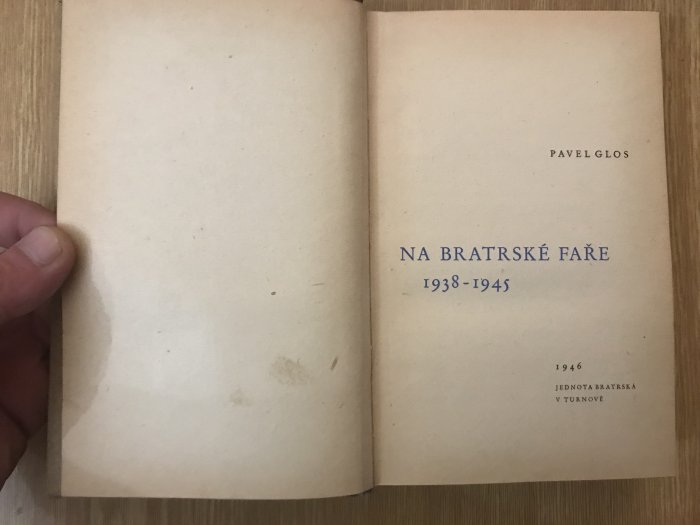 PAVEL GLOS
NA BRATRSKÉ FAŘE
1938-1945
1946
JEDNOTA BRATRSKÁ
V TURNOVĚ